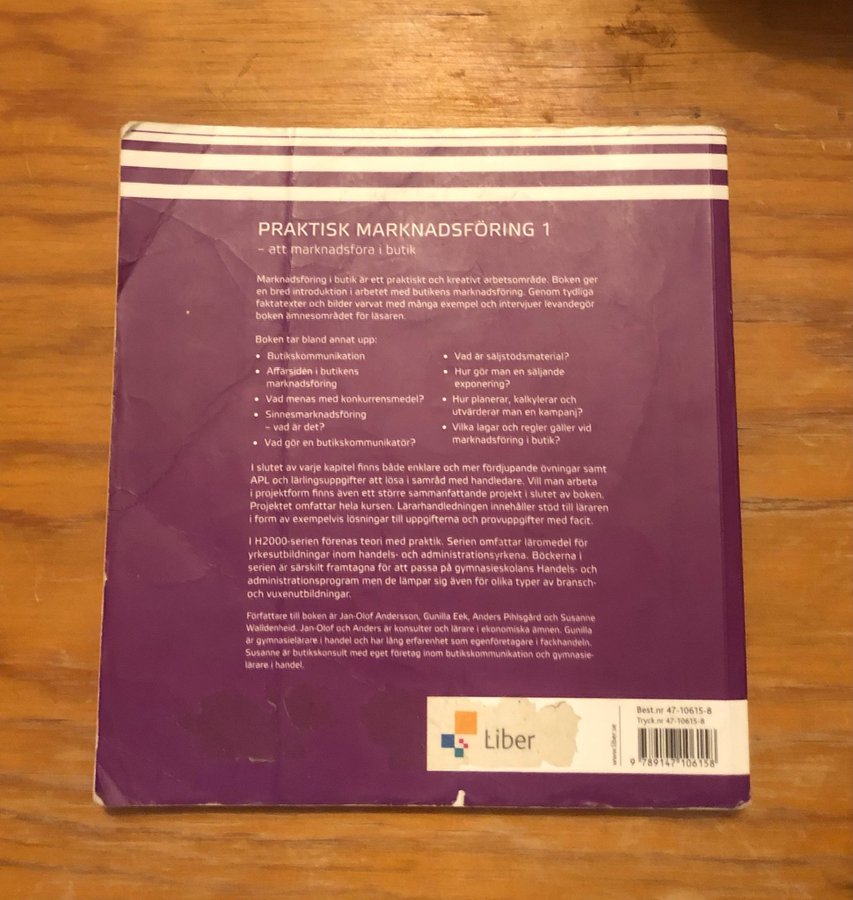 PRAKTISK MARKNADSFÖRING 1
– att marknadsföra i butik
Marknadsföring i butik är ett praktiskt och kreativt arbetsområde. Boken ger
en bred introduktion i arbetet med butikens marknadsföring. Genom tydliga
faktatexter och bilder varvat med många exempel och intervjuer levandegör
boken ämnesområdet för läsaren.
Boken tar bland annat upp:
• Butikskommunikation
• Affärsidén i butikens
marknadsföring
• Vad menas med konkurrensmedel?
• Sinnesmarknadsföring
– vad är det?
• Vad gör en butikskommunikatör?
• Vad är säljstödsmaterial?
• Hur gör man en säljande
exponering?
• Hur planerar, kalkylerar och
utvärderar man en kampanj?
• Vilka lagar och regler gäller vid
marknadsföring i butik?
I slutet av varje kapitel finns både enklare och mer fördjupande övningar samt
APL och lärlingsuppgifter att lösa i samråd med handledare. Vill man arbeta
i projektform finns även ett större sammanfattande projekt i slutet av boken.
Projektet omfattar hela kursen. Lärarhandledningen innehåller stöd till läraren
i form av exempelvis lösningar till uppgifterna och provuppgifter med facit.
I H2000-serien förenas teori med praktik. Serien omfattar läromedel för
yrkesutbildningar inom handels- och administrationsyrkena. Böckerna i
serien är särskilt framtagna för att passa på gymnasieskolans Handels- och
administrationsprogram men de lämpar sig även för olika typer av bransch-
och vuxenutbildningar.
Författare till boken är Jan-Olof Andersson, Gunilla Eek, Anders Pihlsgård och Susanne
Walldenheid. Jan-Olof och Anders är konsulter och lärare i ekonomiska ämnen. Gunilla
är gymnasielärare i handel och har lång erfarenhet som egenföretagare i fackhandeln.
Susanne är butikskonsult med eget företag inom butikskommunikation och gymnasie-
lärare i handel.
Liber
www.liber.se
Best.nr 47-10615-8
Tryck.nr 47-10615-8
9 789147 106158